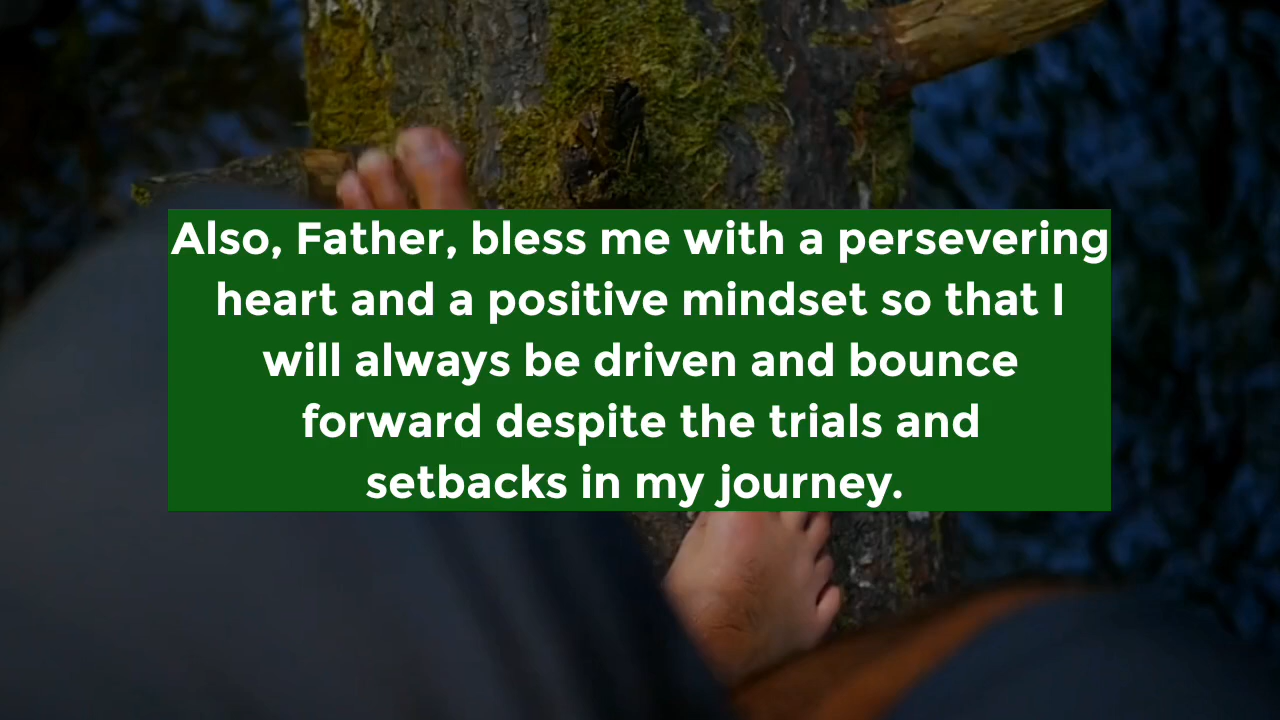 Also, Father, bless me with a persevering
heart and a positive mindset so that I
will always be driven and bounce
forward despite the trials and
setbacks in my journey.